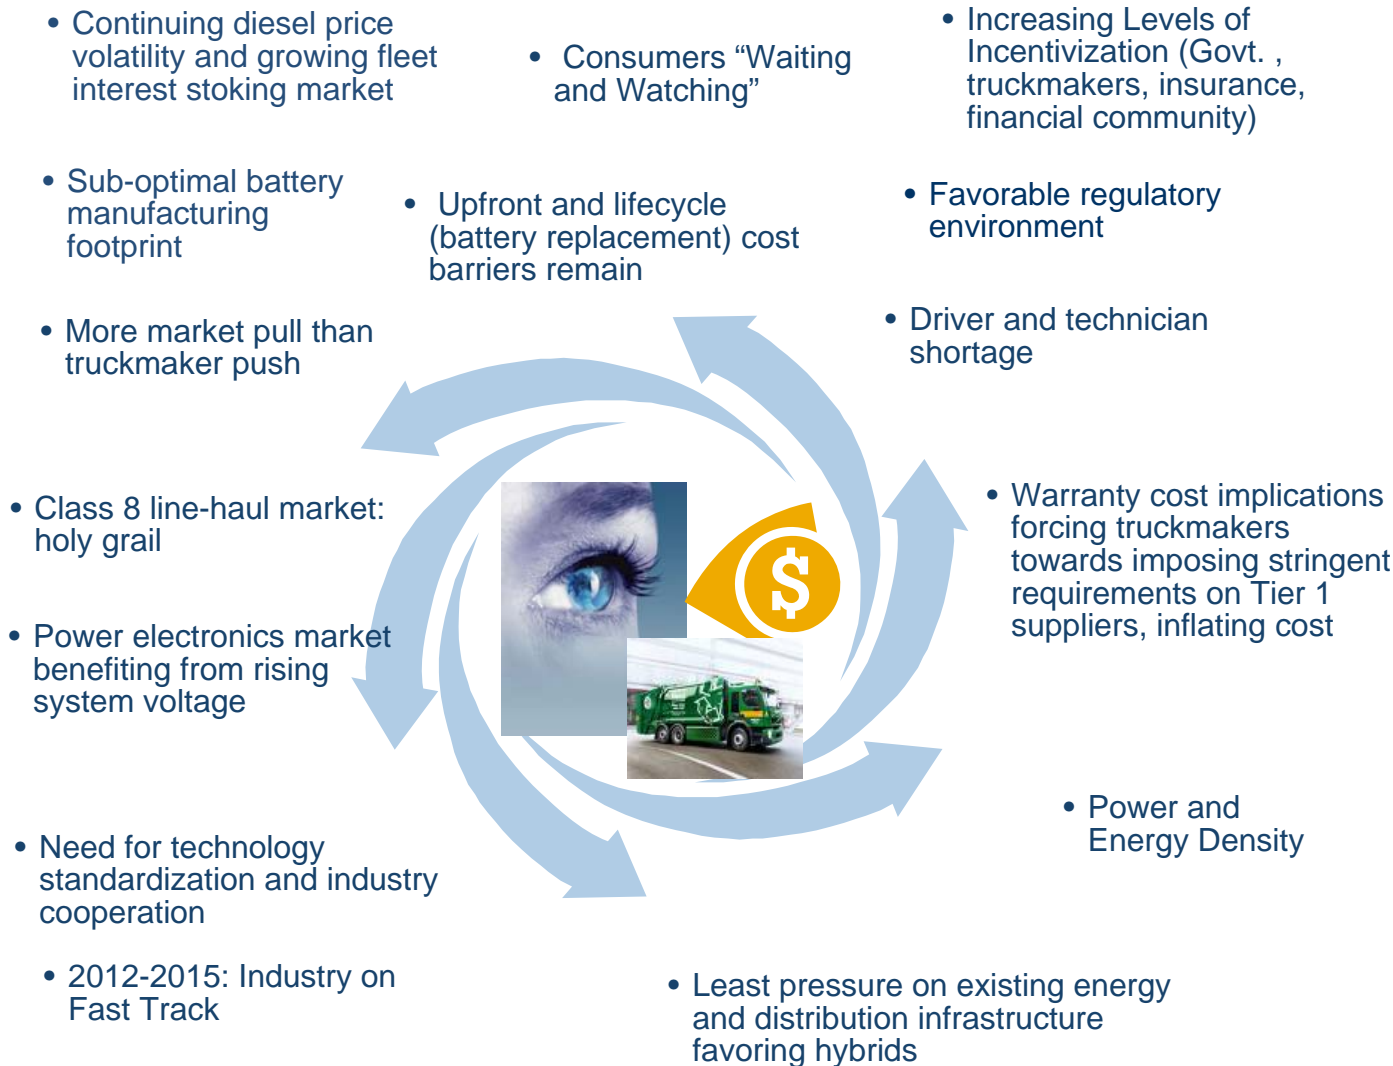 • Continuing diesel price
volatility and growing fleet
interest stoking market
• Consumers “Waiting
and Watching”
• Increasing Levels of
Incentivization (Govt. ,
truckmakers, insurance,
financial community)
• Sub-optimal battery
manufacturing
footprint
• Upfront and lifecycle
(battery replacement) cost
barriers remain
• Favorable regulatory
environment
• More market pull than
truckmaker push
• Driver and technician
shortage
• Class 8 line-haul market:
holy grail
• Warranty cost implications
forcing truckmakers
towards imposing stringent
requirements on Tier 1
suppliers, inflating cost
$
• Power electronics market
benefiting from rising
system voltage
• Power and
Energy Density
• Need for technology
standardization and industry
cooperation
• 2012-2015: Industry on
Fast Track
• Least pressure on existing energy
and distribution infrastructure
favoring hybrids